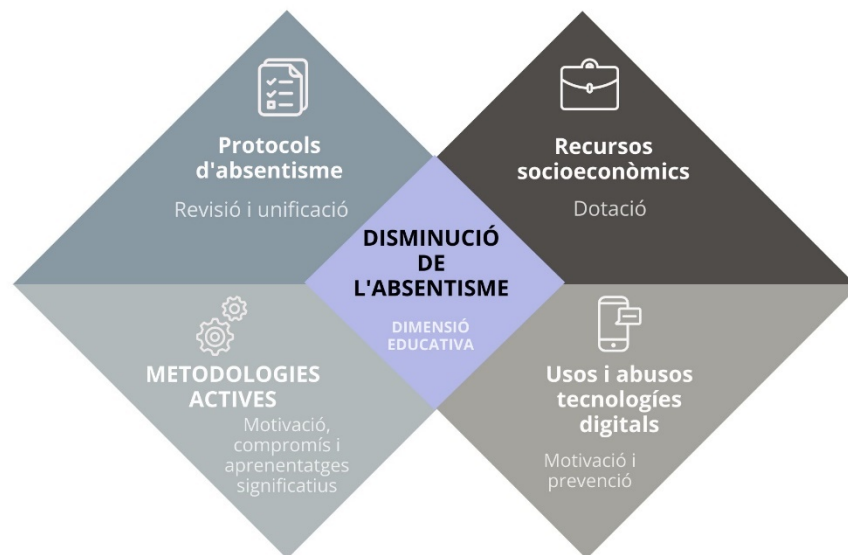 Protocols
d'absentisme
Revisió i unificació
Recursos
socioeconòmics
Dotació
DISMINUCIÓ
DE
L'ABSENTISME
DIMENSIÓ
EDUCATIVA
METODOLOGIES
ACTIVES
Motivació,
compromís i
aprenentatges
significatius
Usos i abusos
tecnologíes
digitals
Motivació i
prevenció